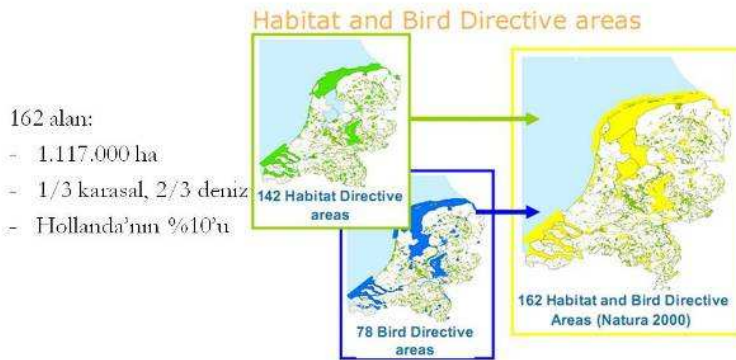 Habitat and Bird Directive areas
162 alan:
- 1.117.000 ha
- 1/3 karasal, 2/3 deniz
- Hollanda'nın %10'u
142 Habitat Directive
areas
78 Bird Directive
areas
162 Habitat and Bird Directive
Areas (Natura 2000)